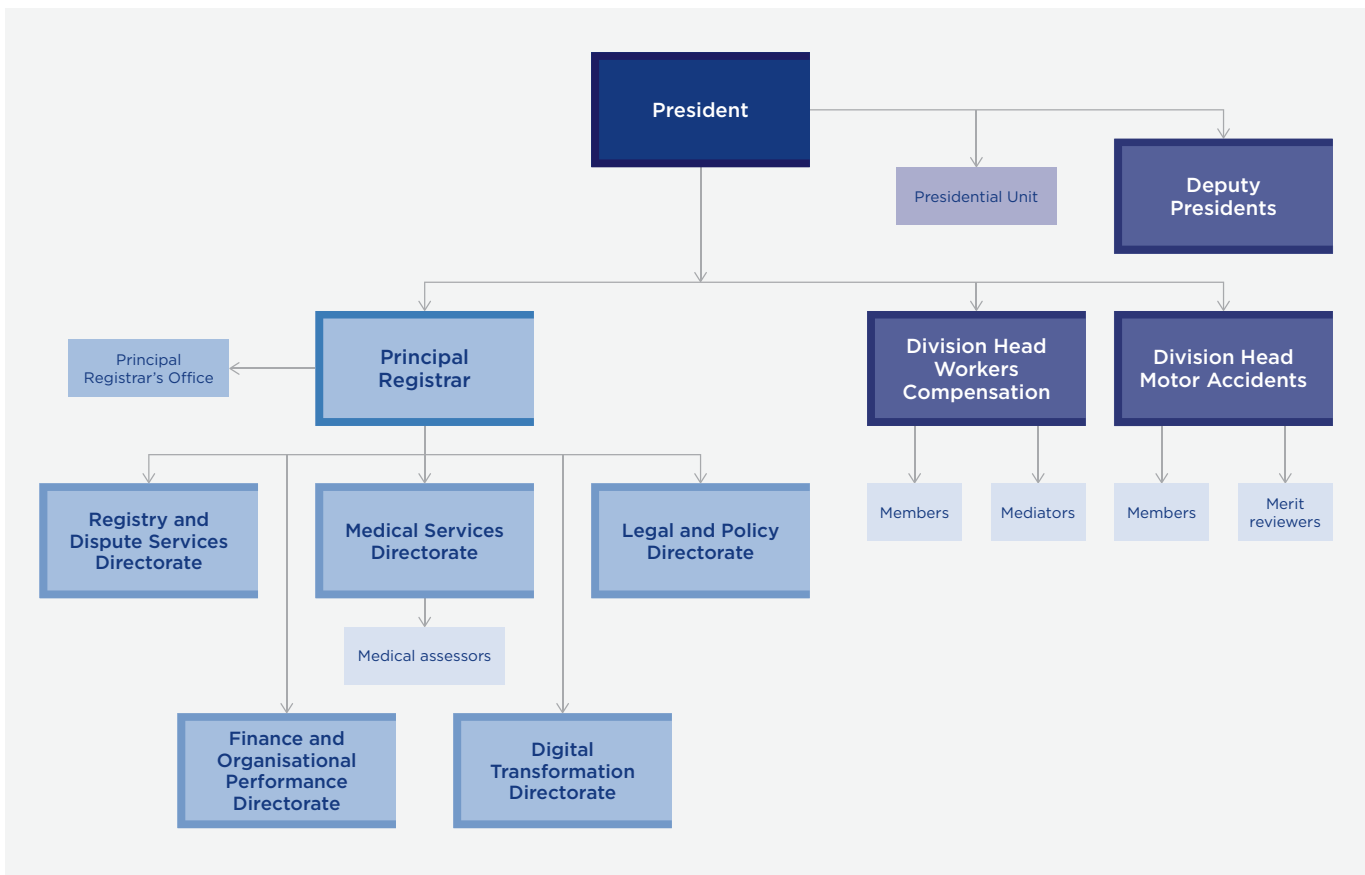 President
Presidential Unit
Deputy
Presidents
Principal
Registrar's Office
Principal
Registrar
Division Head
Workers
Compensation
Division Head
Motor Accidents
Registry and
Dispute Services
Directorate
Medical Services
Directorate
Legal and Policy
Directorate
Members
Mediators
Members
Merit
reviewers
Medical assessors
Finance and
Organisational
Performance
Directorate
Digital
Transformation
Directorate